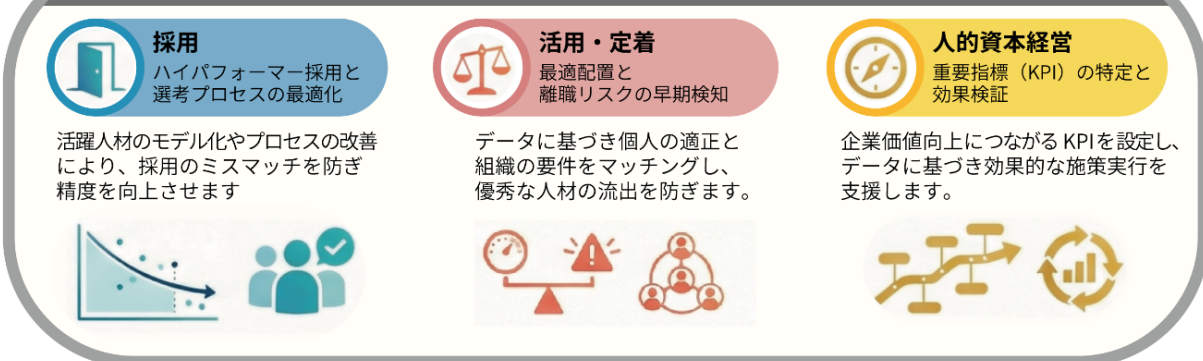 採用
ハイパフォーマー採用と
選考プロセスの最適化
活躍人材のモデル化やプロセスの改善
により、採用のミスマッチを防ぎ
精度を向上させます
活用・定着
最適配置と
離職リスクの早期検知
データに基づき個人の適正と
組織の要件をマッチングし、
優秀な人材の流出を防ぎます。
人的資本経営
重要指標（KPI）の特定と
効果検証
企業価値向上につながる KPIを設定し、
データに基づき効果的な施策実行を
支援します。